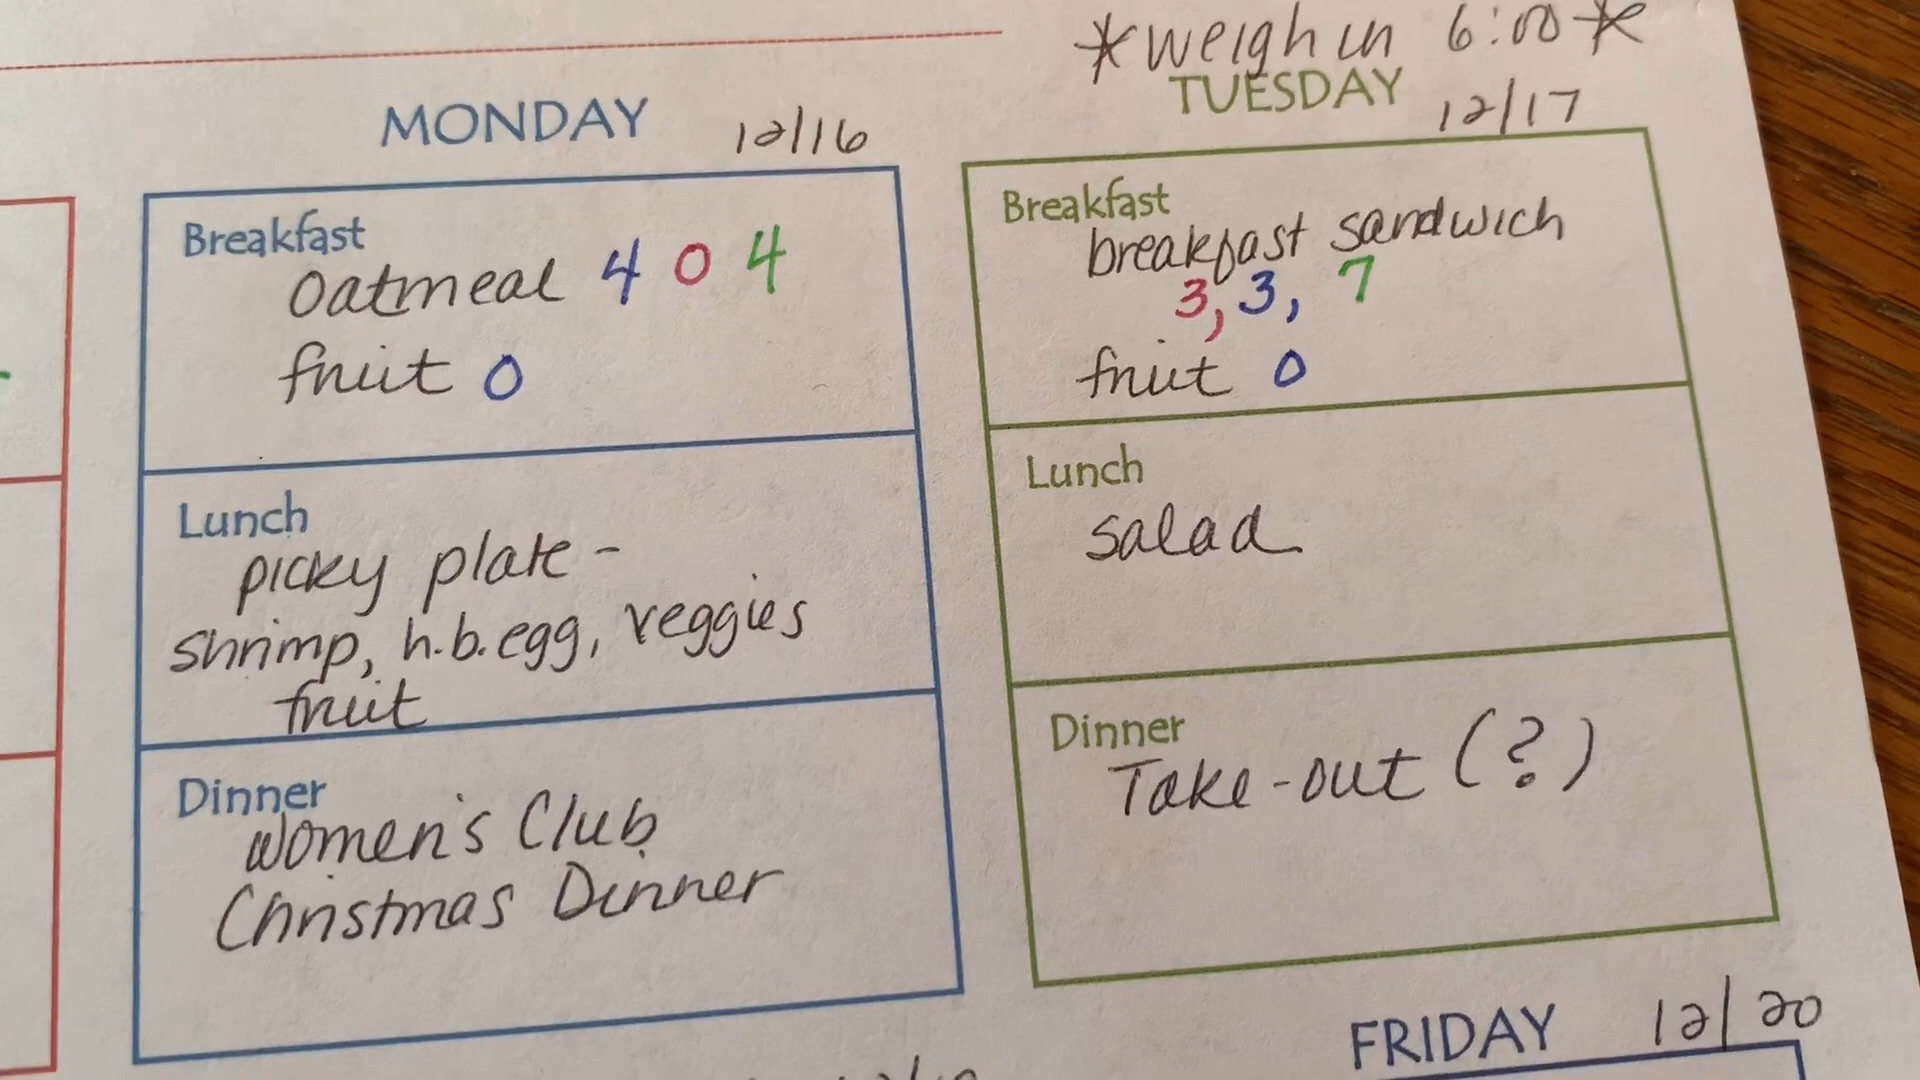 *weigh in 6:00*
MONDAY 12/16
Breakfast
oatmeal 4 0 4
fruit 0
Lunch
picky plate -
shrimp, h.b. egg, veggies
fruit
Dinner
Women's Club
Christmas Dinner
TUESDAY 12/17
Breakfast
breakfast sandwich
3, 3, 7
fruit 0
Lunch
salad
Dinner
Take-out (?)
FRIDAY 12/20